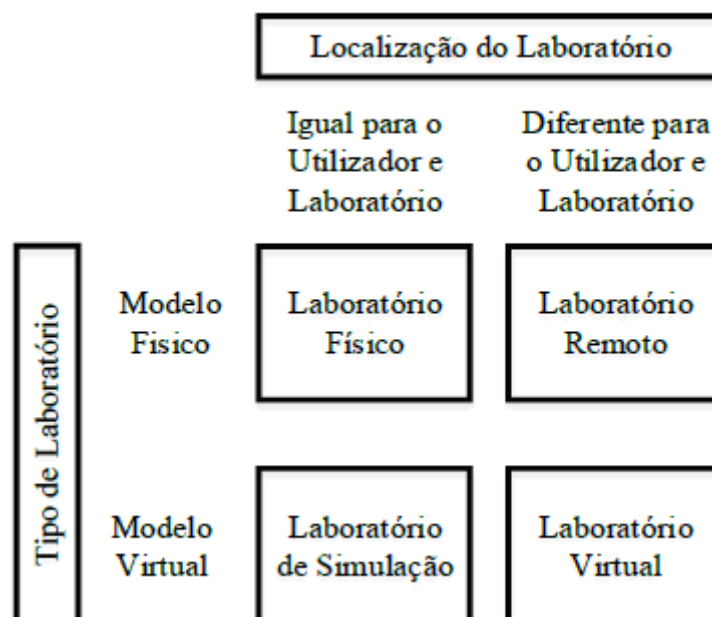 Localização do Laboratório
Igual para o
Utilizador e
Laboratório
Diferente para
o Utilizador e
Laboratório
Tipo de Laboratório
Modelo
Fisico
Laboratório
Físico
Laboratório
Remoto
Modelo
Virtual
Laboratório
de Simulação
Laboratório
Virtual